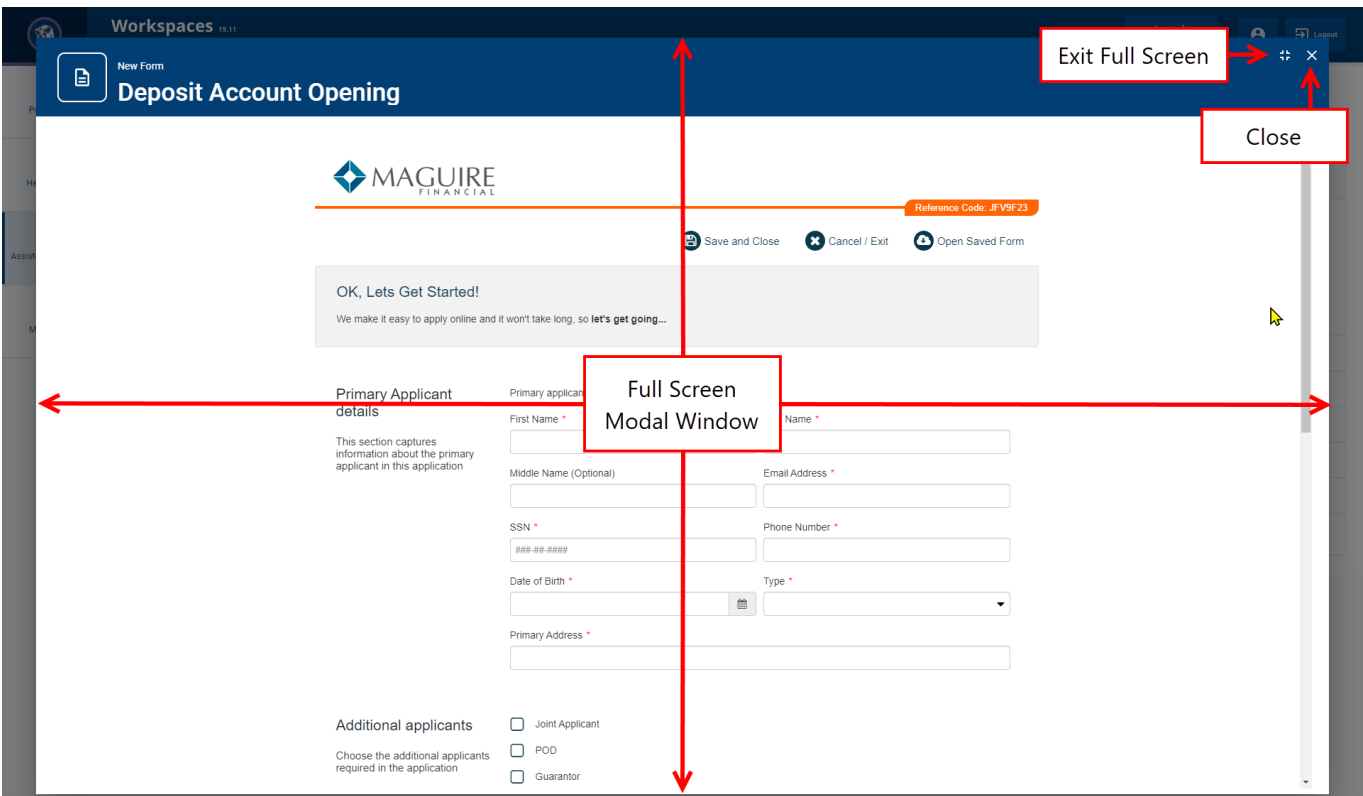 Workspaces 19.11
Logout
New Form
Deposit Account Opening
Exit Full Screen
Close
MAGUIRE
FINANCIAL
Reference Code: JFV9F23
Save and Close
Cancel / Exit
Open Saved Form
OK, Lets Get Started!
We make it easy to apply online and it won't take long, so let's get going...
Full Screen
Modal Window
Primary Applicant
details
This section captures
information about the primary
applicant in this application
Primary applican
First Name *
Name *
Middle Name (Optional)
Email Address *
SSN *
###-##-####
Phone Number *
Date of Birth *
Type *
Primary Address *
Additional applicants
Choose the additional applicants
required in the application
Joint Applicant
POD
Guarantor
He
Assist
M